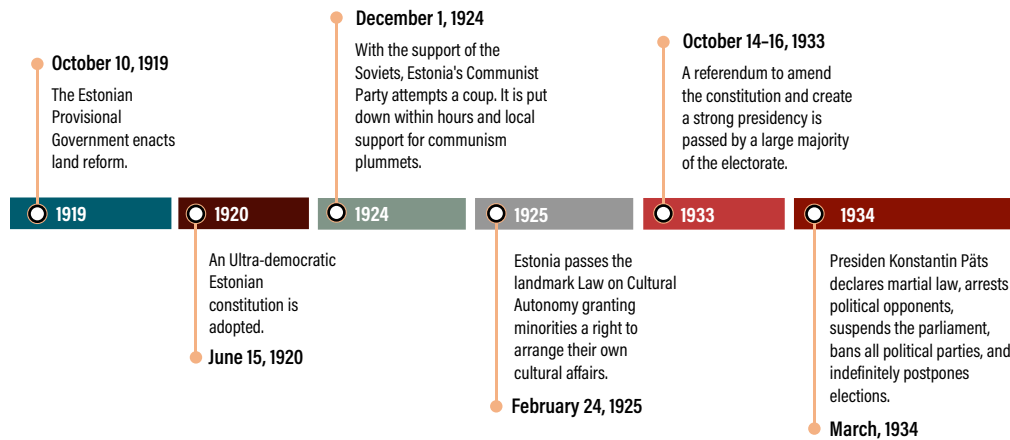 October 10, 1919
The Estonian
Provisional
Government enacts
land reform.
1919
An Ultra-democratic
Estonian
constitution is
adopted.
June 15, 1920
1920
December 1, 1924
With the support of the
Soviets, Estonia's Communist
Party attempts a coup. It is put
down within hours and local
support for communism
plummets.
1924
1925
Estonia passes the
landmark Law on Cultural
Autonomy granting
minorities a right to
arrange their own
cultural affairs.
February 24, 1925
October 14–16, 1933
A referendum to amend
the constitution and create
a strong presidency is
passed by a large majority
of the electorate.
1933
1934
Presiden Konstantin Päts
declares martial law, arrests
political opponents,
suspends the parliament,
bans all political parties, and
indefinitely postpones
elections.
March, 1934